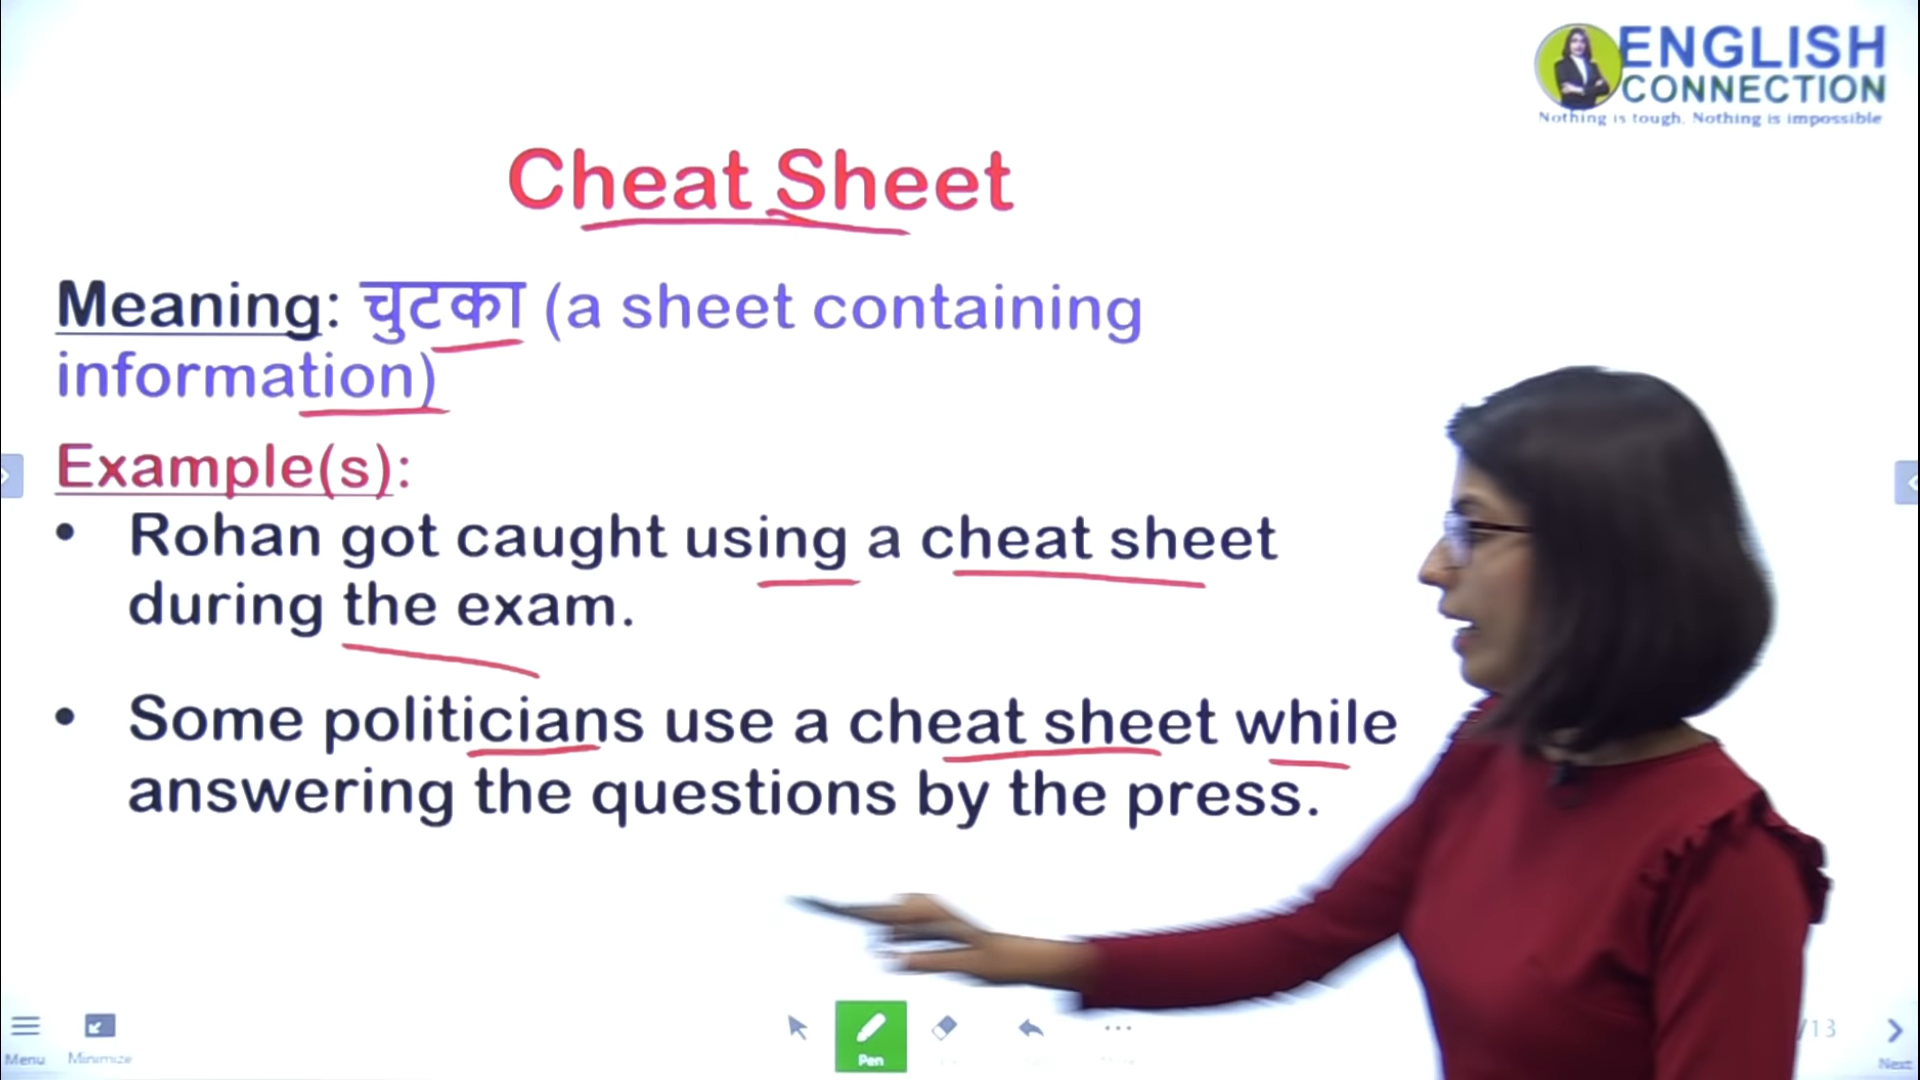 ENGLISH
CONNECTION
Nothing is tough. Nothing is impossible
Cheat Sheet
Meaning: चुटका (a sheet containing
information)
Example(s):
• Rohan got caught using a cheat sheet
during the exam.
• Some politicians use a cheat sheet while
answering the questions by the press.
Menu
Minimize
Pen
/13
Next